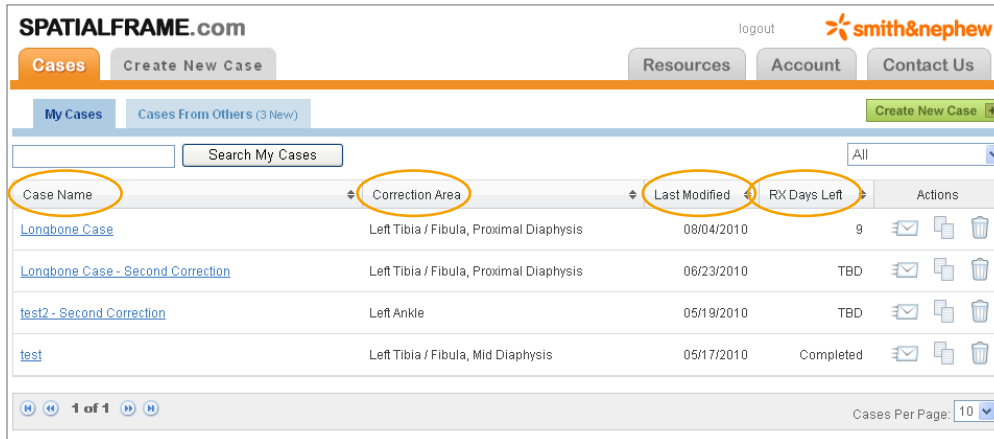 SPATIALFRAME.com logout smith&nephew
Cases Create New Case Resources Account Contact Us
My Cases Cases From Others (3 New) Create New Case
Search My Cases All
Case Name Correction Area Last Modified RX Days Left Actions
Longbone Case Left Tibia / Fibula, Proximal Diaphysis 08/04/2010 9
Longbone Case - Second Correction Left Tibia / Fibula, Proximal Diaphysis 06/23/2010 TBD
test2 - Second Correction Left Ankle 05/19/2010 TBD
test Left Tibia / Fibula, Mid Diaphysis 05/17/2010 Completed
1 of 1 Cases Per Page: 10